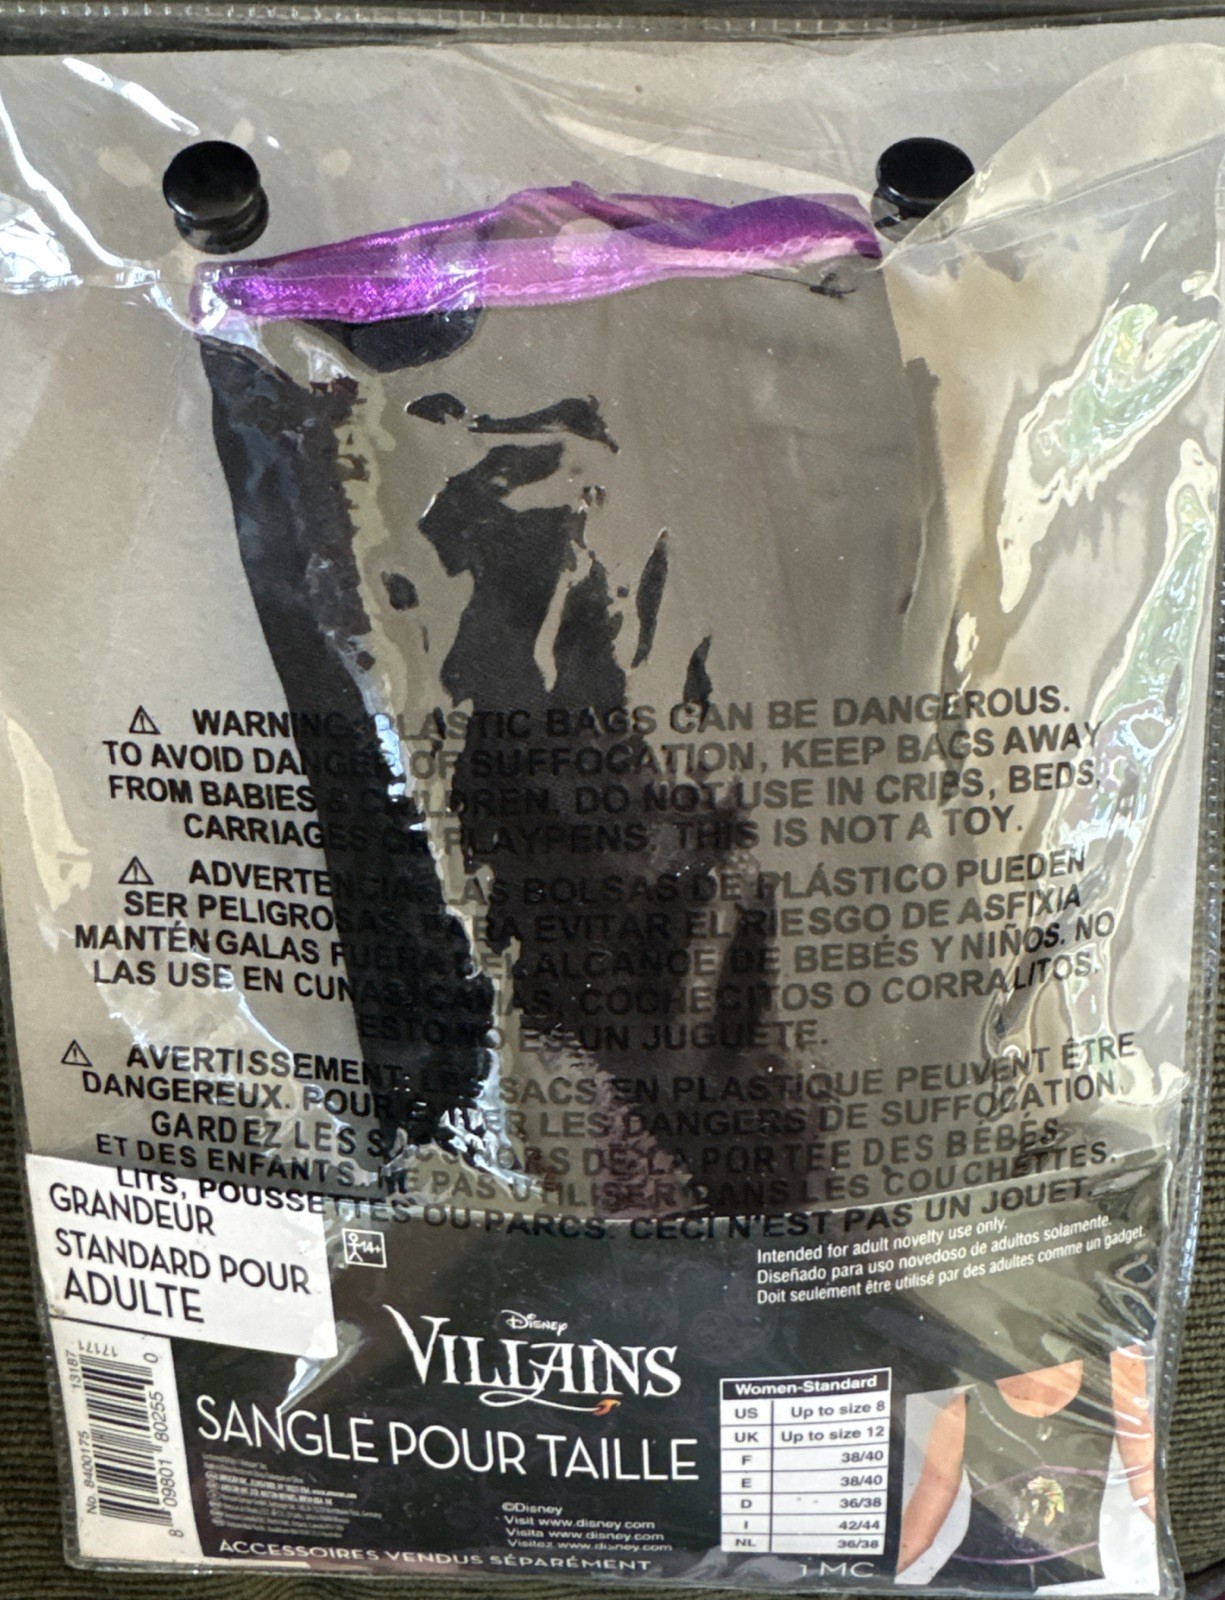 ⚠ WARNING: PLASTIC BAGS CAN BE DANGEROUS.
TO AVOID DANGER OF SUFFOCATION, KEEP BAGS AWAY
FROM BABIES & CHILDREN. DO NOT USE IN CRIBS, BEDS,
CARRIAGES OR PLAYPENS. THIS IS NOT A TOY.
⚠ ADVERTENCIA: LAS BOLSAS DE PLÁSTICO PUEDEN
SER PELIGROSAS. PARA EVITAR EL RIESGO DE ASFIXIA
MANTÉNGALAS FUERA DEL ALCANCE DE BEBÉS Y NIÑOS. NO
LAS USE EN CUNAS, CAMAS, COCHECITOS O CORRALITOS.
ESTO NO ES UN JUGUETE.
⚠ AVERTISSEMENT: LES SACS EN PLASTIQUE PEUVENT ÊTRE
DANGEREUX. POUR ÉVITER LES DANGERS DE SUFFOCATION,
GARDEZ LES SACS HORS DE LA PORTÉE DES BÉBÉS
ET DES ENFANTS. NE PAS UTILISER DANS LES COUCHETTES,
LITS, POUSSETTES OU PARCS. CECI N'EST PAS UN JOUET.
GRANDEUR
STANDARD POUR
ADULTE
14+
Intended for adult novelty use only.
Diseñado para uso novedoso de adultos solamente.
Doit seulement être utilisé par des adultes comme un gadget.
Disney
VILLAINS
SANGLE POUR TAILLE
Women-Standard
US Up to size 8
UK Up to size 12
F 38/40
E 38/40
D 36/38
I 42/44
NL 36/38
No. 8400175 13187 17171
8 09801 80255 0
©Disney
Visit www.disney.com
Visita www.disney.com
Visitez www.disney.com
ACCESSOIRES VENDUS SÉPARÉMENT
1 MC